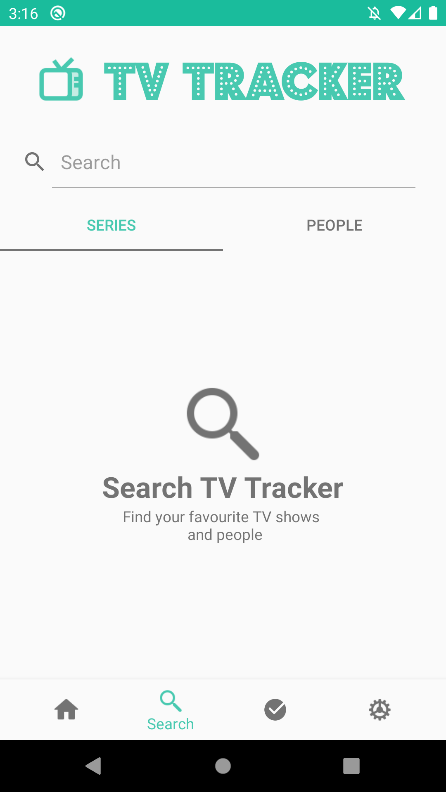 3:16
TV TRACKER
Search
SERIES
PEOPLE
Search TV Tracker
Find your favourite TV shows
and people
Search